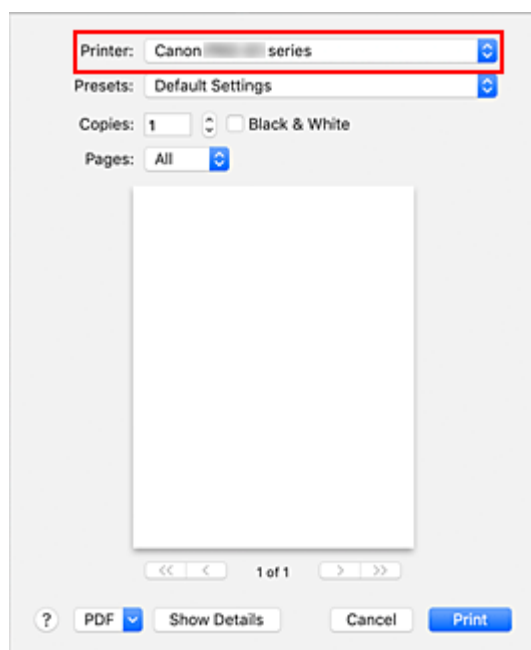 Printer: Canon series
Presets: Default Settings
Copies: 1 Black & White
Pages: All
<< < 1 of 1 > >>
? PDF Show Details Cancel Print